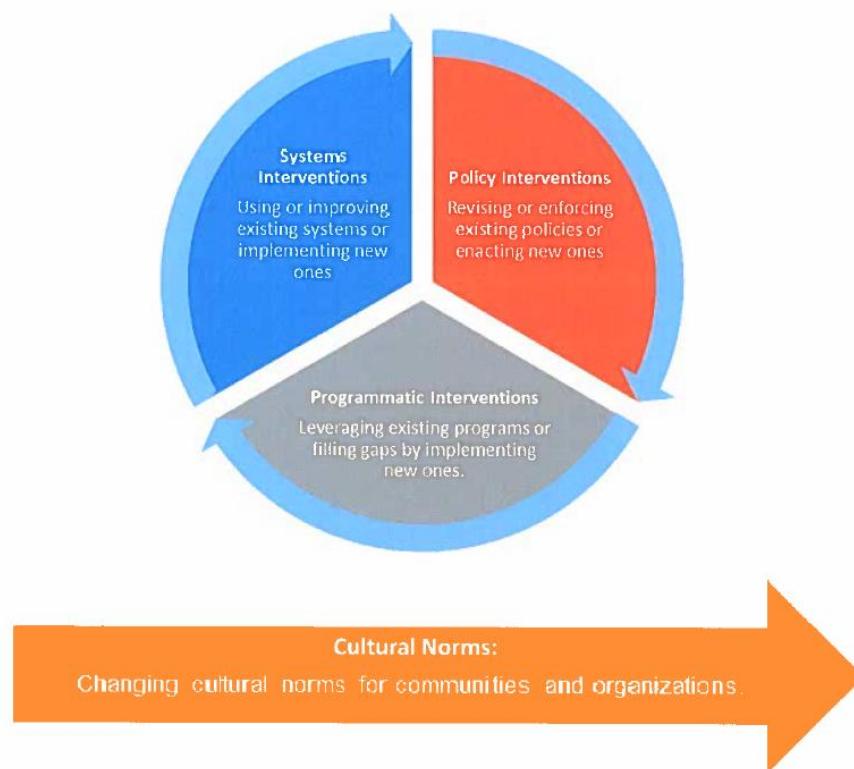 Systems
Interventions
Using or improving
existing systems or
implementing new
ones
Policy Interventions
Revising or enforcing
existing policies or
enacting new ones
Programmatic Interventions
Leveraging existing programs or
filling gaps by implementing
new ones.
Cultural Norms:
Changing cultural norms for communities and organizations.